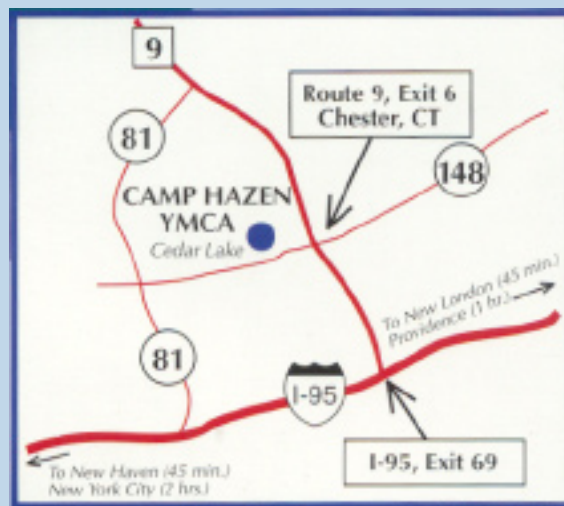 9
Route 9, Exit 6
Chester, CT
81
148
CAMP HAZEN
YMCA
Cedar Lake
To New London (45 min.)
Providence (1 hr.)
81
I-95
I-95, Exit 69
To New Haven (45 min.)
New York City (2 hrs.)